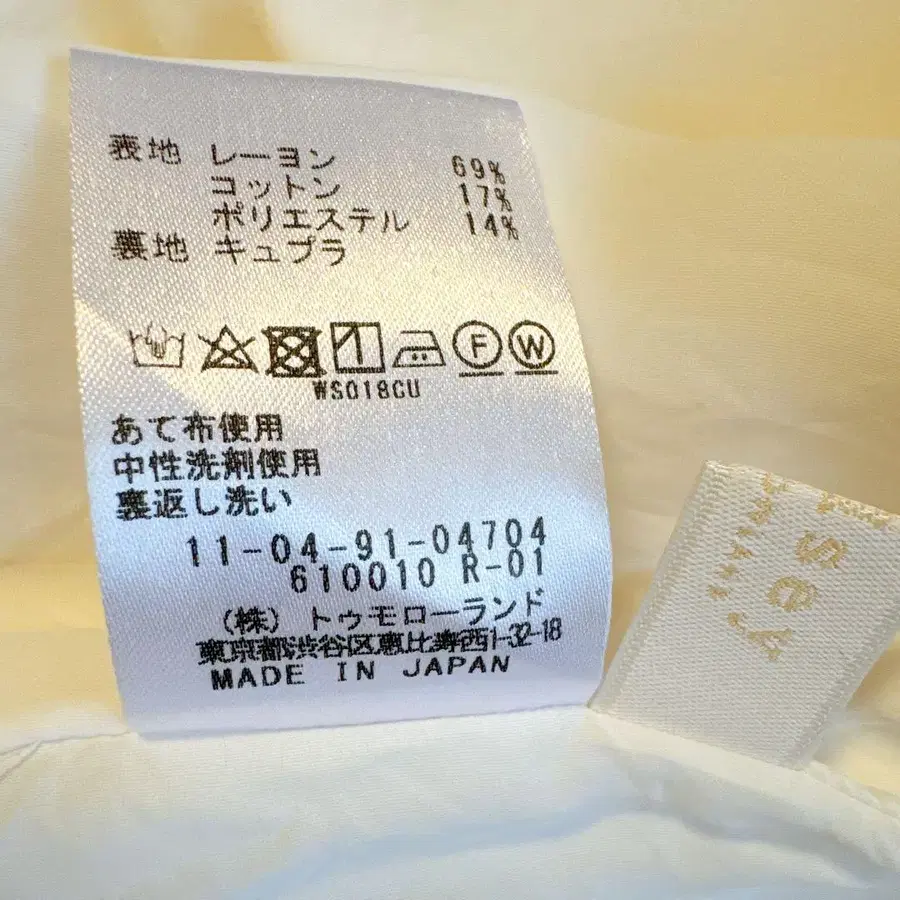 表地 レーヨン 69%
コットン 17%
ポリエステル 14%
裏地 キュプラ
F W
WS018CU
あて布使用
中性洗剤使用
裏返し洗い
11-04-91-04704
610010 R-01
(株) トゥモローランド
東京都渋谷区恵比寿西1-32-18
MADE IN JAPAN